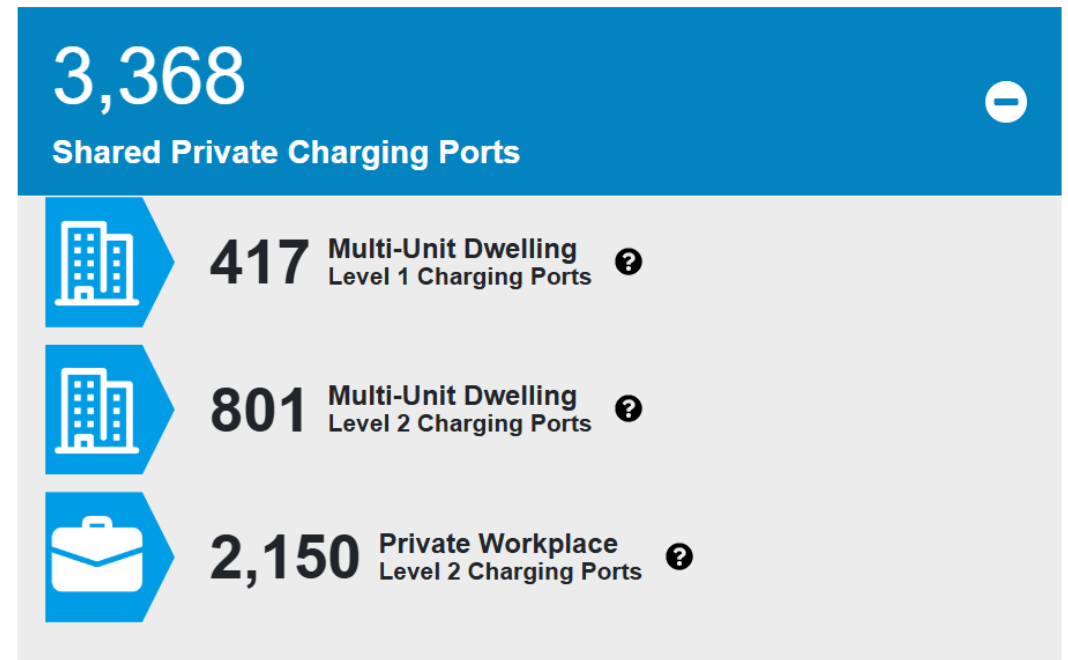 3,368
Shared Private Charging Ports
417 Multi-Unit Dwelling
Level 1 Charging Ports ?
801 Multi-Unit Dwelling
Level 2 Charging Ports ?
2,150 Private Workplace
Level 2 Charging Ports ?